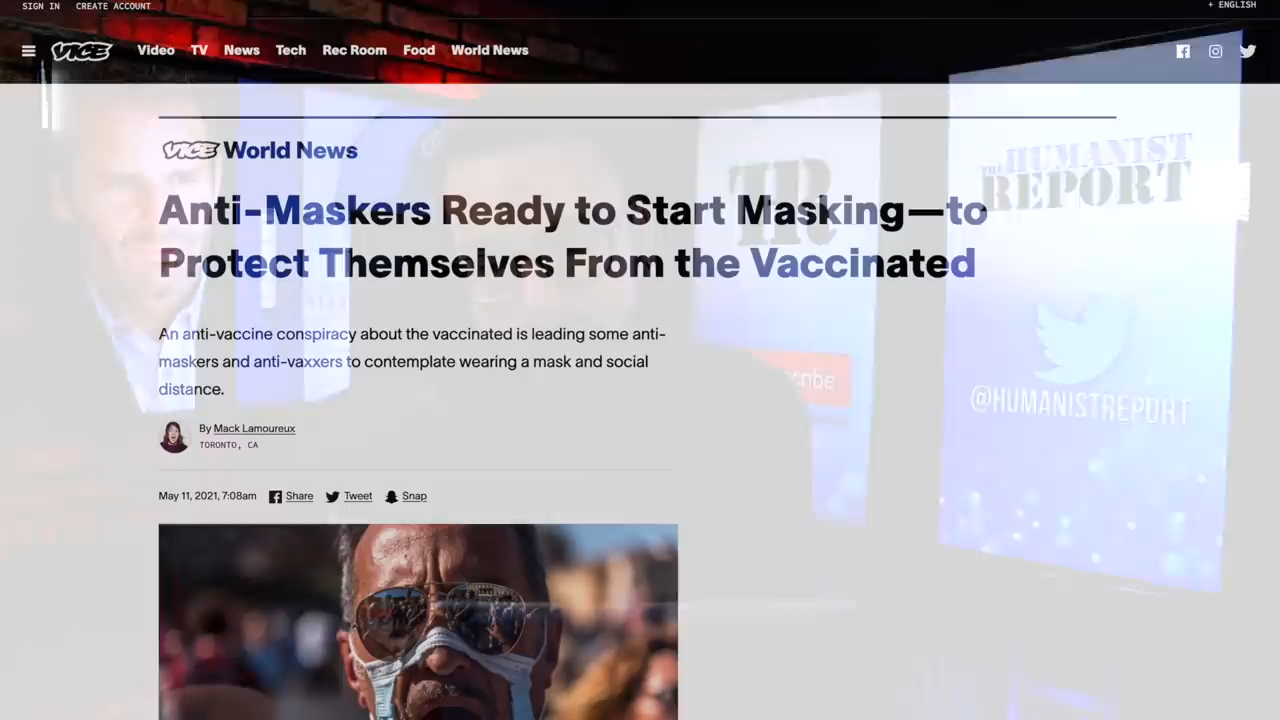 SIGN IN CREATE ACCOUNT
+ ENGLISH
VICE Video TV News Tech Rec Room Food World News
VICE World News
Anti-Maskers Ready to Start Masking—to
Protect Themselves From the Vaccinated
An anti-vaccine conspiracy about the vaccinated is leading some anti-
maskers and anti-vaxxers to contemplate wearing a mask and social
distance.
By Mack Lamoureux
TORONTO, CA
May 11, 2021, 7:08am Share Tweet Snap
THE HUMANIST
REPORT
@HUMANISTREPORT
TR